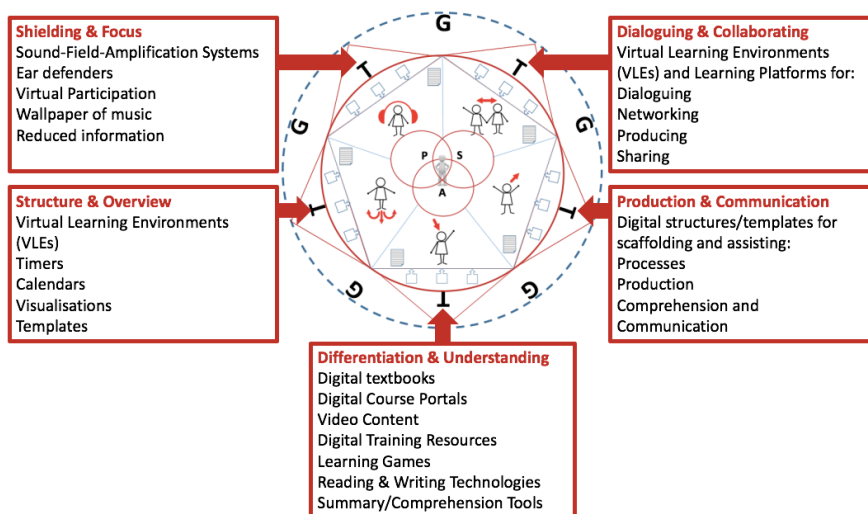 Shielding & Focus
Sound-Field-Amplification Systems
Ear defenders
Virtual Participation
Wallpaper of music
Reduced information
Dialoguing & Collaborating
Virtual Learning Environments
(VLEs) and Learning Platforms for:
Dialoguing
Networking
Producing
Sharing
G
T
T
G
G
P
S
A
Structure & Overview
Virtual Learning Environments
(VLEs)
Timers
Calendars
Visualisations
Templates
T
T
Production & Communication
Digital structures/templates for
scaffolding and assisting:
Processes
Production
Comprehension and
Communication
G
T
G
Differentiation & Understanding
Digital textbooks
Digital Course Portals
Video Content
Digital Training Resources
Learning Games
Reading & Writing Technologies
Summary/Comprehension Tools